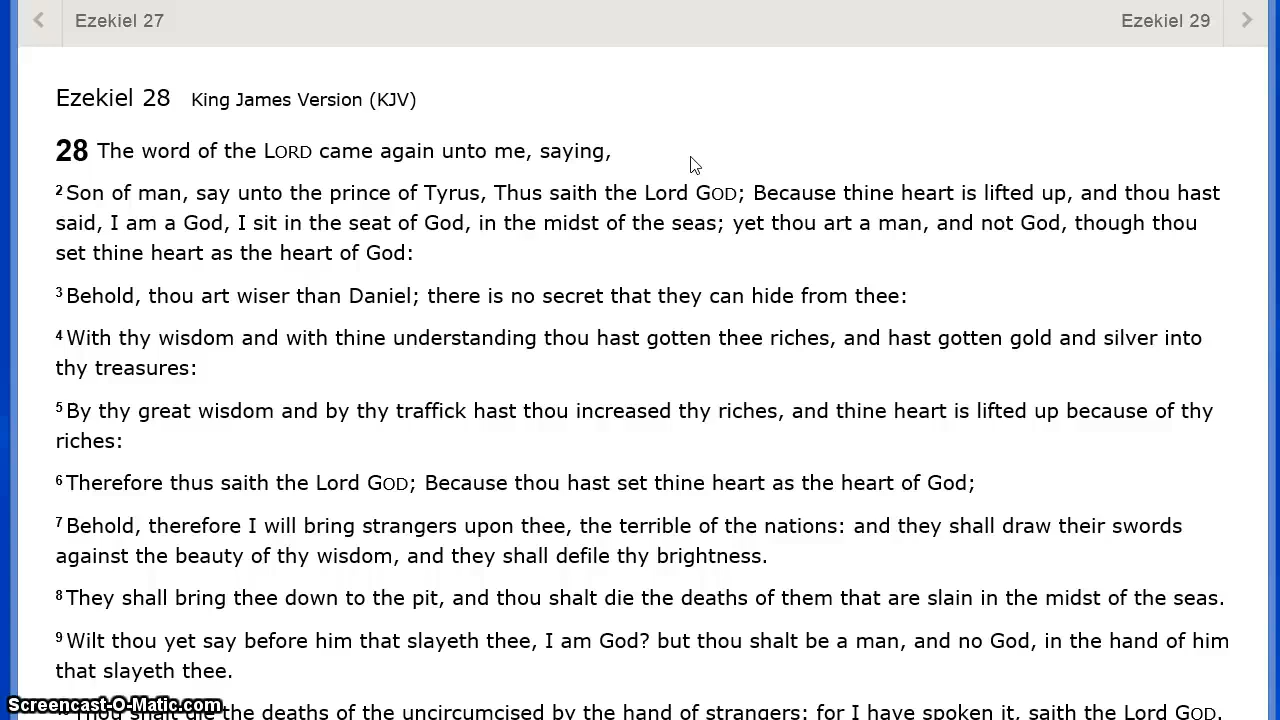 Ezekiel 27
Ezekiel 29
Ezekiel 28 King James Version (KJV)
28 The word of the LORD came again unto me, saying,
2 Son of man, say unto the prince of Tyrus, Thus saith the Lord GOD; Because thine heart is lifted up, and thou hast
said, I am a God, I sit in the seat of God, in the midst of the seas; yet thou art a man, and not God, though thou
set thine heart as the heart of God:
3 Behold, thou art wiser than Daniel; there is no secret that they can hide from thee:
4 With thy wisdom and with thine understanding thou hast gotten thee riches, and hast gotten gold and silver into
thy treasures:
5 By thy great wisdom and by thy traffick hast thou increased thy riches, and thine heart is lifted up because of thy
riches:
6 Therefore thus saith the Lord GOD; Because thou hast set thine heart as the heart of God;
7 Behold, therefore I will bring strangers upon thee, the terrible of the nations: and they shall draw their swords
against the beauty of thy wisdom, and they shall defile thy brightness.
8 They shall bring thee down to the pit, and thou shalt die the deaths of them that are slain in the midst of the seas.
9 Wilt thou yet say before him that slayeth thee, I am God? but thou shalt be a man, and no God, in the hand of him
that slayeth thee.
Screencast-O-Matic.com
Thou shalt die the deaths of the uncircumcised by the hand of strangers: for I have spoken it, saith the Lord GOD.